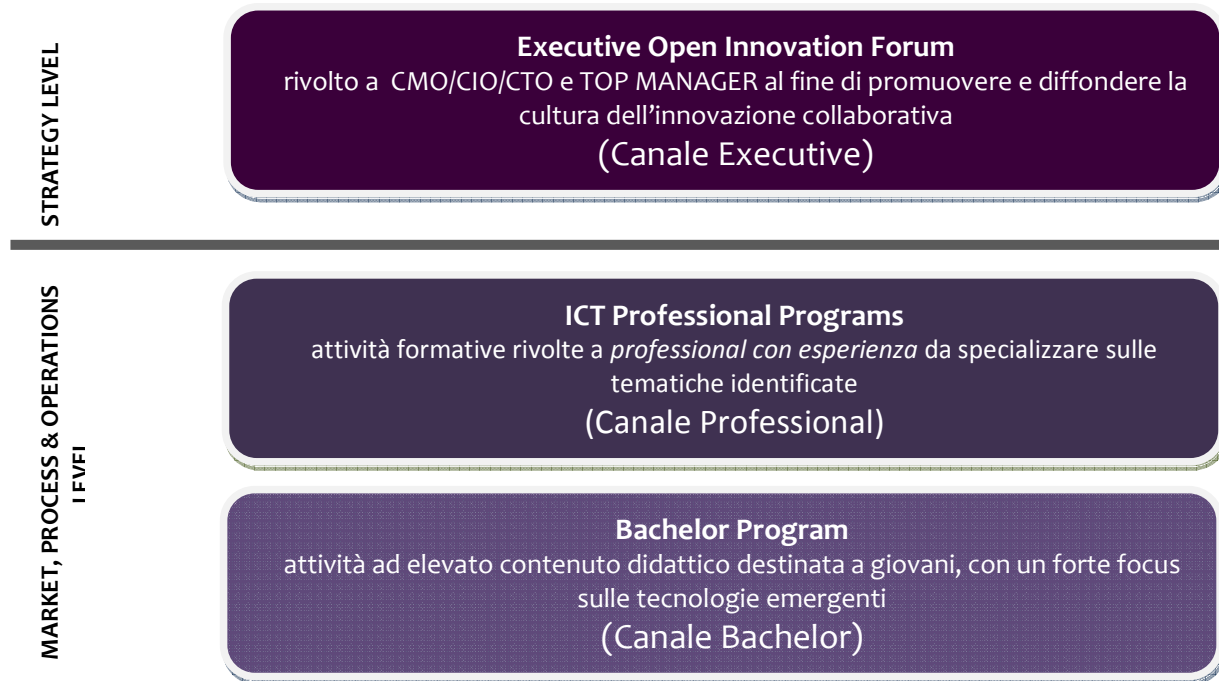 STRATEGY LEVEL
Executive Open Innovation Forum
rivolto a CMO/CIO/CTO e TOP MANAGER al fine di promuovere e diffondere la
cultura dell'innovazione collaborativa
(Canale Executive)
MARKET, PROCESS & OPERATIONS
LEVEL
ICT Professional Programs
attività formative rivolte a professional con esperienza da specializzare sulle
tematiche identificate
(Canale Professional)
Bachelor Program
attività ad elevato contenuto didattico destinata a giovani, con un forte focus
sulle tecnologie emergenti
(Canale Bachelor)